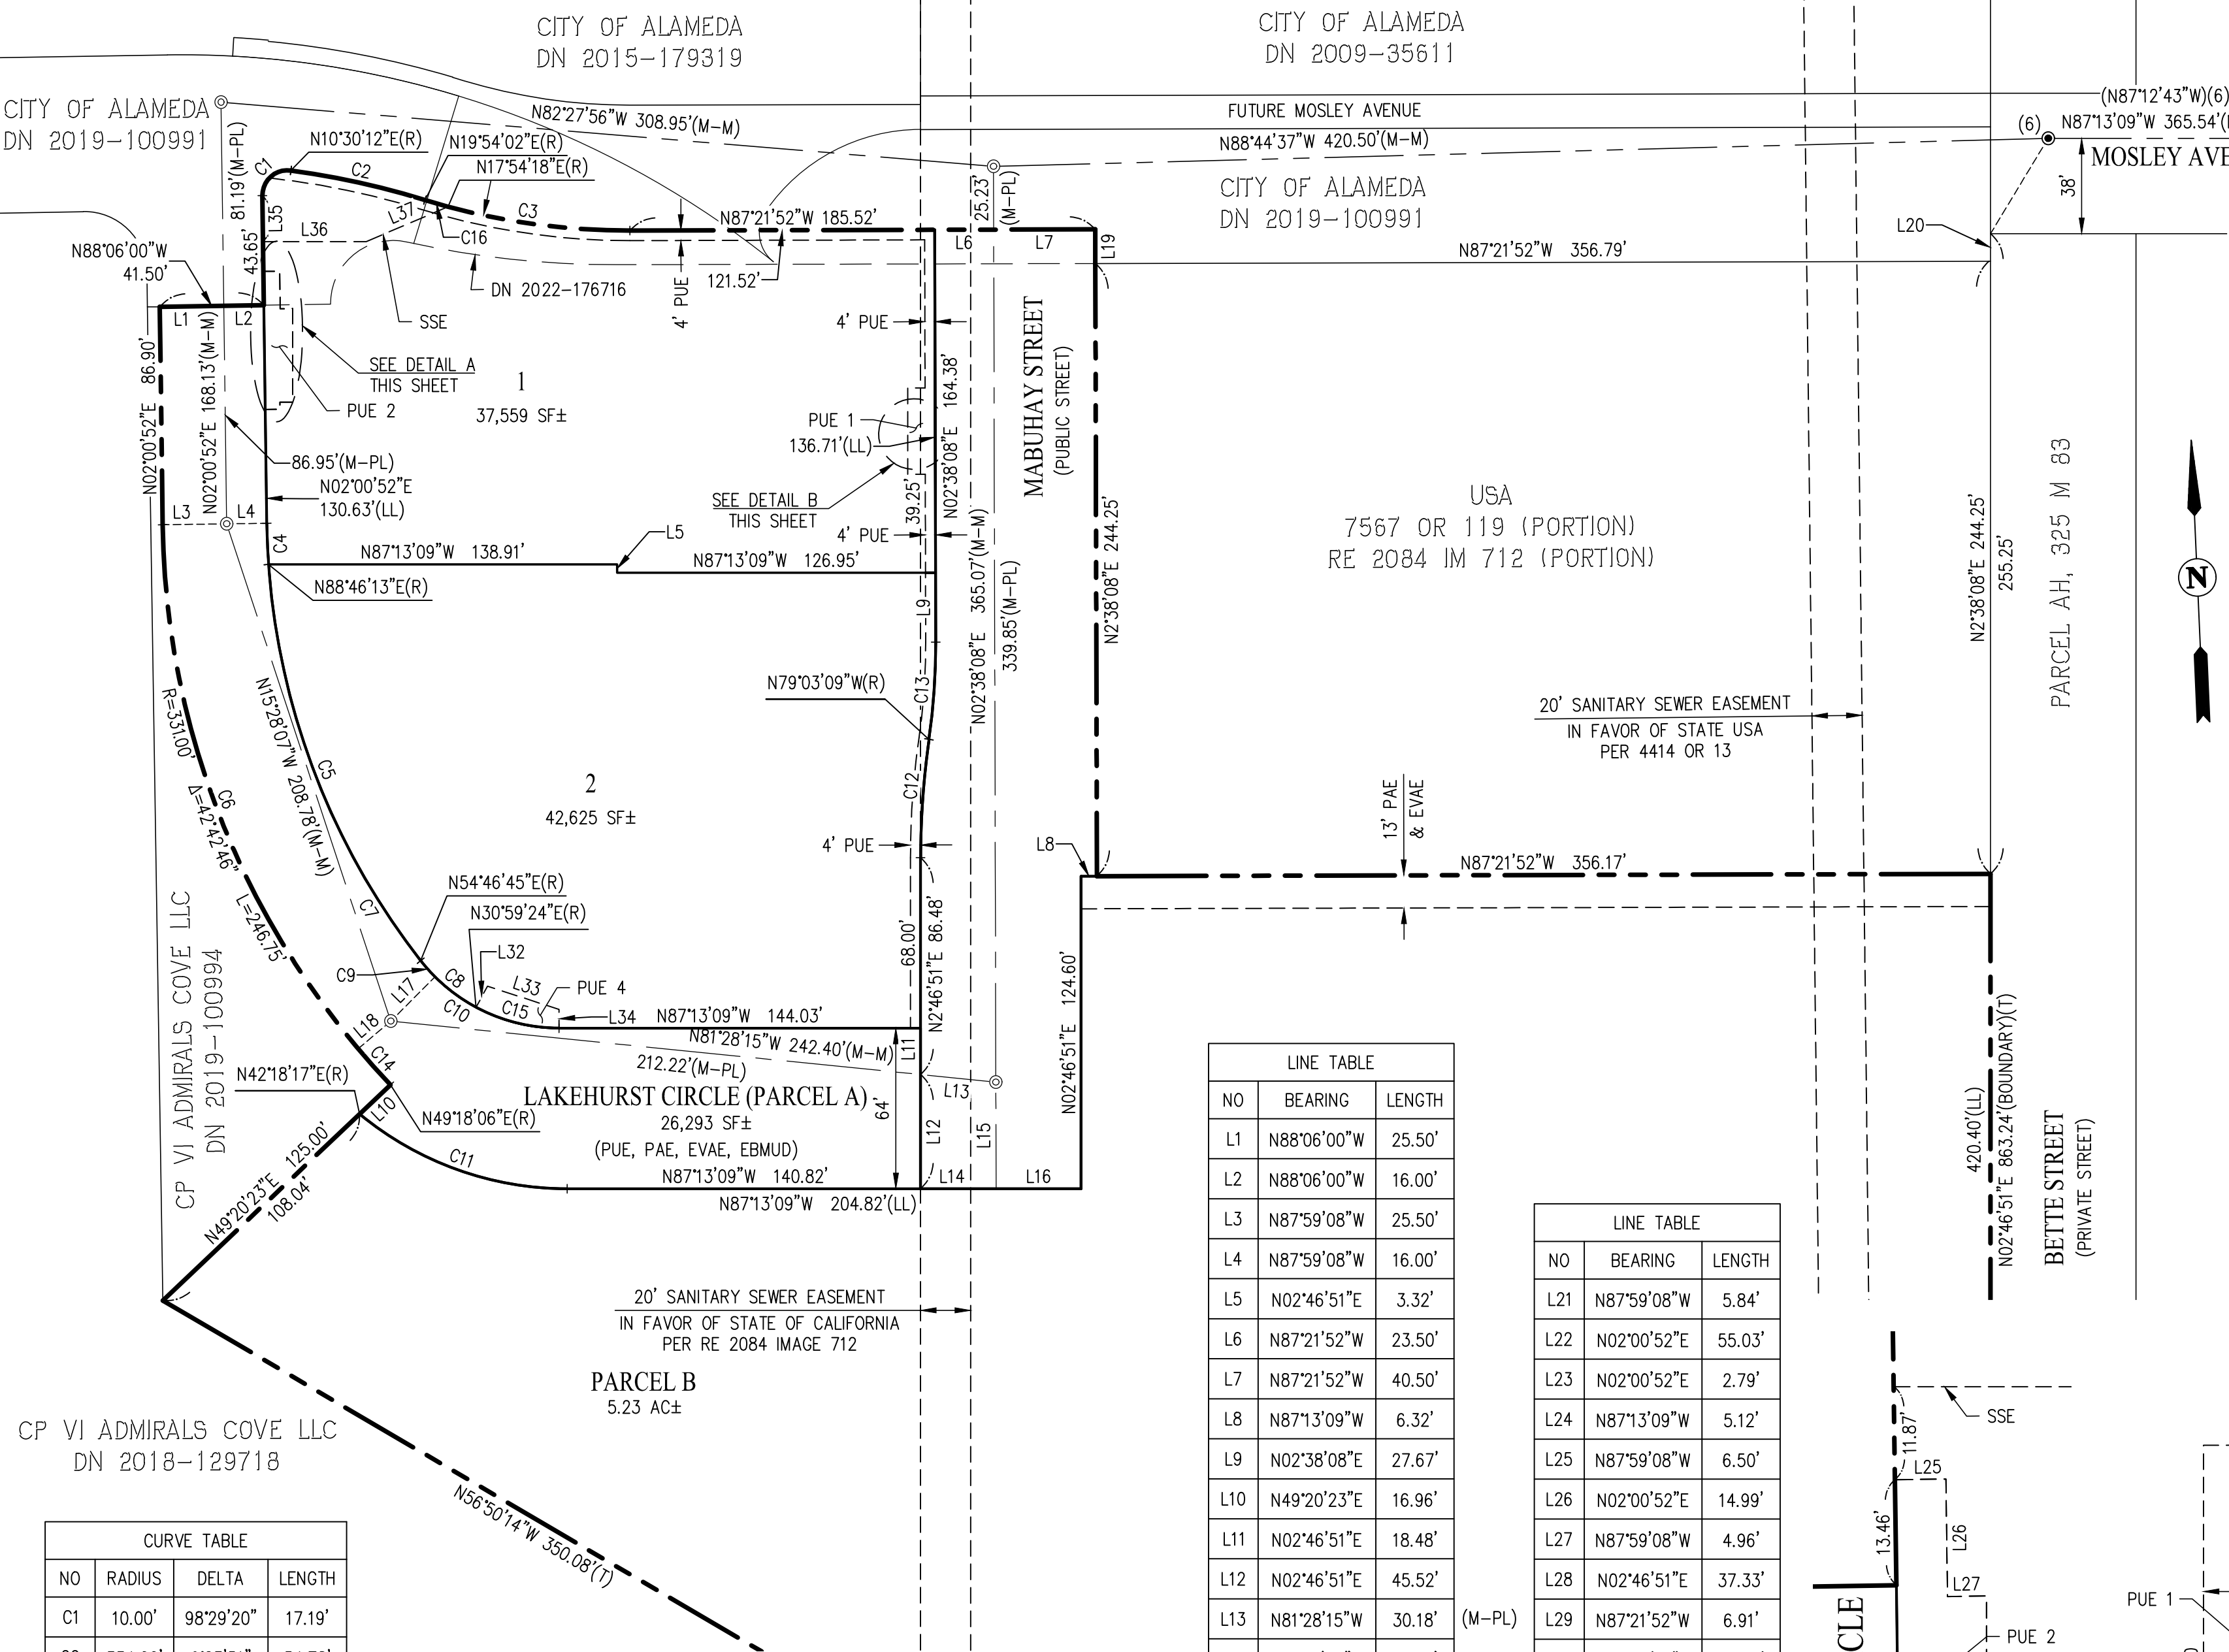 CITY OF ALAMEDA
DN 2015-179319
CITY OF ALAMEDA
DN 2009-35611
CITY OF ALAMEDA
DN 2019-100991
N82°27'56"W 308.95'(M-M)
FUTURE MOSLEY AVENUE
N88°44'37"W 420.50'(M-M)
(N87°12'43"W)(6)
(6)
N87°13'09"W 365.54'
MOSLEY
38'
CITY OF ALAMEDA
DN 2019-100991
81.19'(M-PL)
C1
N10°30'12"E(R)
C2
N19°54'02"E(R)
N17°54'18"E(R)
C3
L35
L36
L37
C16
43.65'
N88°06'00"W
41.50'
N87°21'52"W 185.52'
25.23'
(M-PL)
L6
L7
L19
L20
N87°21'52"W 356.79'
DN 2022-176716
SSE
4' PUE
121.52'
L1
L2
4' PUE
SEE DETAIL A
THIS SHEET
PUE 2
1
37,559 SF±
N02°00'52"E 86.90'
N02°00'52"E 168.13'(M-M)
86.95'(M-PL)
N02°00'52"E
130.63'(LL)
L3
L4
C4
PUE 1
136.71'(LL)
N02°38'08"E 164.38'
39.25'
SEE DETAIL B
THIS SHEET
4' PUE
MABUHAY STREET
(PUBLIC STREET)
N02°38'08"E 365.07'(M-M)
339.85'(M-PL)
N2°38'08"E 244.25'
USA
7567 OR 119 (PORTION)
RE 2084 IM 712 (PORTION)
N2°38'08"E 244.25'
255.25'
PARCEL AH, 325 M 83
N
L5
N87°13'09"W 138.91'
N87°13'09"W 126.95'
N88°46'13"E(R)
L9
C13
N79°03'09"W(R)
20' SANITARY SEWER EASEMENT
IN FAVOR OF STATE USA
PER 4414 OR 13
R=331.00'
N15°28'07"W 208.78'(M-M)
C5
C6
Δ=42°42'46"
L=246.75'
C7
2
42,625 SF±
C12
4' PUE
13' PAE
& EVAE
L8
N87°21'52"W 356.17'
N54°46'45"E(R)
N30°59'24"E(R)
L32
L33
C9
C8
PUE 4
L17
C10
C15
L34
N87°13'09"W 144.03'
N81°28'15"W 242.40'(M-M)
212.22'(M-PL)
68.00'
N2°46'51"E 86.48'
L11
N02°46'51"E 124.60'
CP VI ADMIRALS COVE LLC
DN 2019-100994
L18
C14
N42°18'17"E(R)
L10
N49°18'06"E(R)
LAKEHURST CIRCLE (PARCEL A)
26,293 SF±
(PUE, PAE, EVAE, EBMUD)
64'
L13
L12
L15
C11
N87°13'09"W 140.82'
L14
L16
N87°13'09"W 204.82'(LL)
N49°20'23"E 125.00'
108.04'
420.40'(LL)
N02°46'51"E 863.24'(BOUNDARY)(T)
BETTE STREET
(PRIVATE STREET)
20' SANITARY SEWER EASEMENT
IN FAVOR OF STATE OF CALIFORNIA
PER RE 2084 IMAGE 712
PARCEL B
5.23 AC±
CP VI ADMIRALS COVE LLC
DN 2018-129718
N56°50'14"W 350.08'(T)
CURVE TABLE
NO RADIUS DELTA LENGTH
C1 10.00' 98°29'20" 17.19'
LINE TABLE
NO BEARING LENGTH
L1 N88°06'00"W 25.50'
L2 N88°06'00"W 16.00'
L3 N87°59'08"W 25.50'
L4 N87°59'08"W 16.00'
L5 N02°46'51"E 3.32'
L6 N87°21'52"W 23.50'
L7 N87°21'52"W 40.50'
L8 N87°13'09"W 6.32'
L9 N02°38'08"E 27.67'
L10 N49°20'23"E 16.96'
L11 N02°46'51"E 18.48'
L12 N02°46'51"E 45.52'
L13 N81°28'15"W 30.18' (M-PL)
LINE TABLE
NO BEARING LENGTH
L21 N87°59'08"W 5.84'
L22 N02°00'52"E 55.03'
L23 N02°00'52"E 2.79'
L24 N87°13'09"W 5.12'
L25 N87°59'08"W 6.50'
L26 N02°00'52"E 14.99'
L27 N87°59'08"W 4.96'
L28 N02°46'51"E 37.33'
L29 N87°21'52"W 6.91'
SSE
11.87'
L25
13.46'
L26
L27
PUE 1
PUE 2
CLE